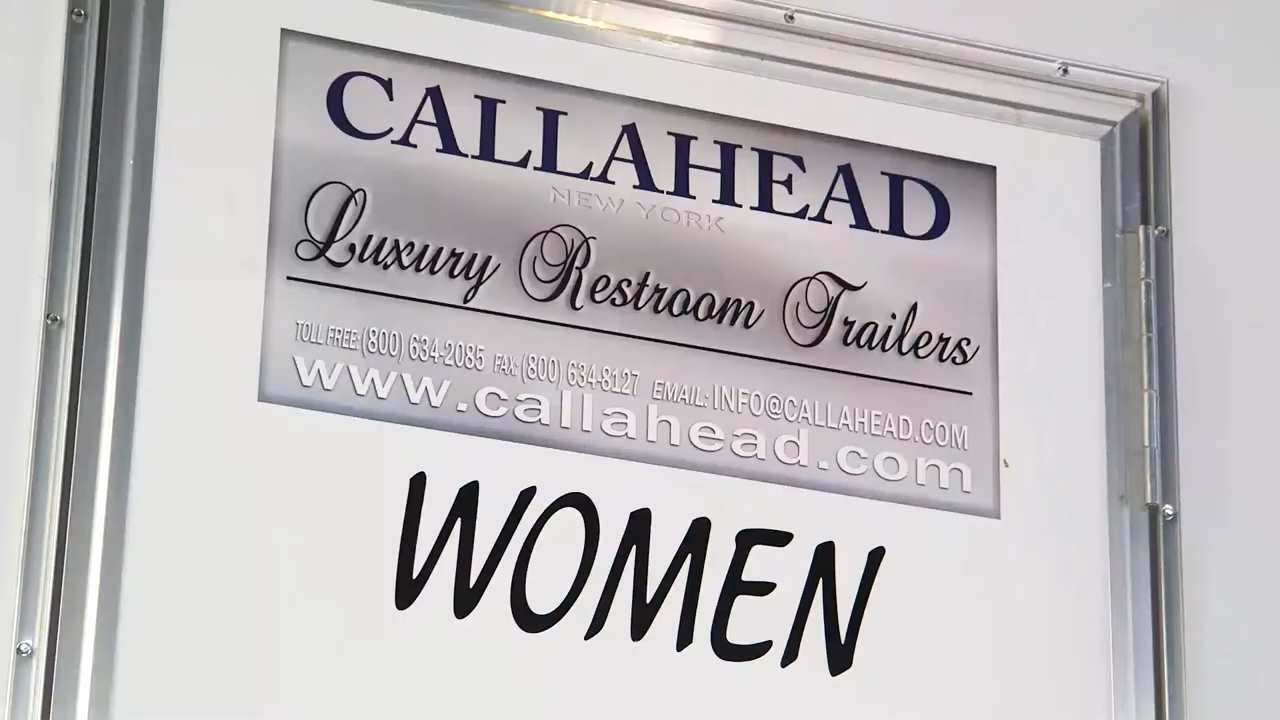 CALLAHEAD
NEW YORK
Luxury Restroom Trailers
TOLL FREE: (800) 634-2085 FAX: (800) 634-8127 EMAIL: INFO@CALLAHEAD.COM
www.callahead.com
WOMEN